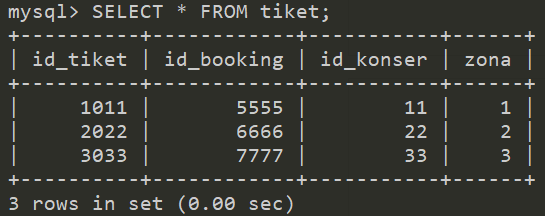 mysql> SELECT * FROM tiket;
+----------+------------+-----------+------+
| id_tiket | id_booking | id_konser | zona |
+----------+------------+-----------+------+
|     1011 |       5555 |        11 |    1 |
|     2022 |       6666 |        22 |    2 |
|     3033 |       7777 |        33 |    3 |
+----------+------------+-----------+------+
3 rows in set (0.00 sec)